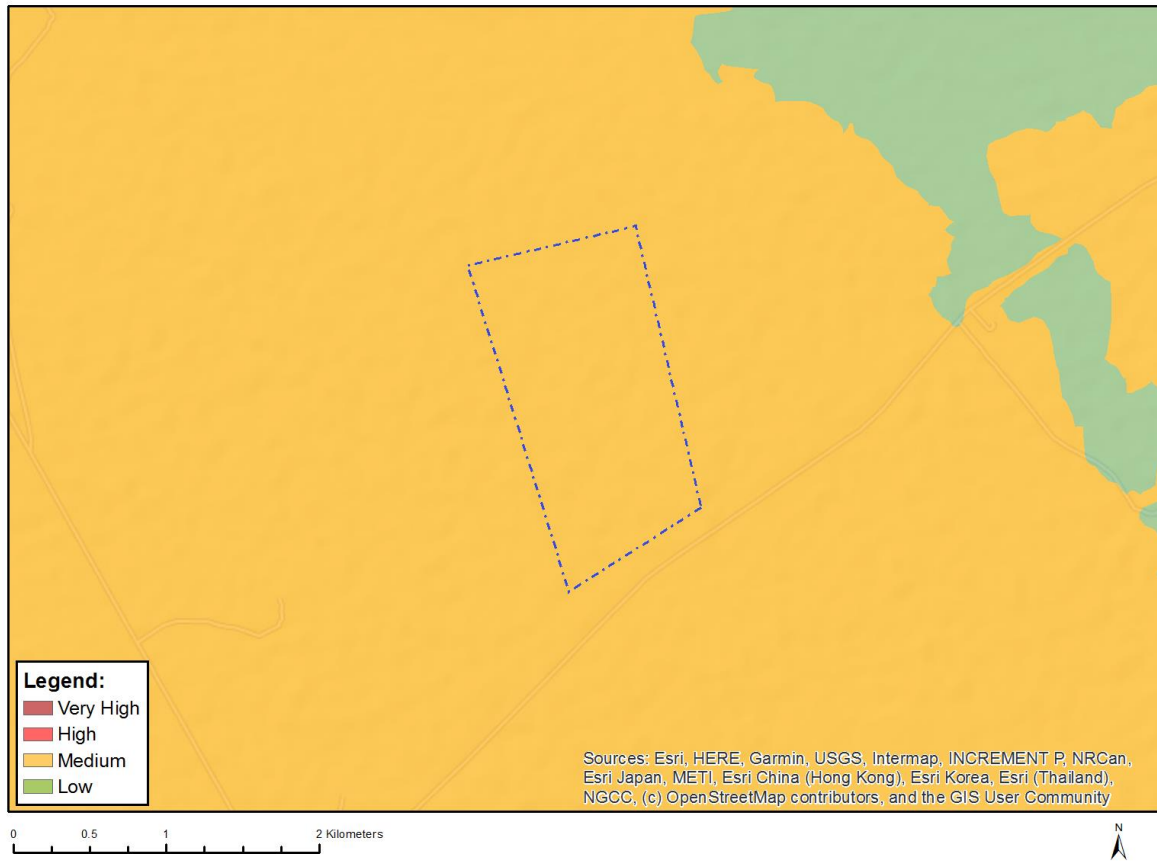 Legend:
Very High
High
Medium
Low
Sources: Esri, HERE, Garmin, USGS, Intermap, INCREMENT P, NRCan,
Esri Japan, METI, Esri China (Hong Kong), Esri Korea, Esri (Thailand),
NGCC, (c) OpenStreetMap contributors, and the GIS User Community
0 0.5 1 2 Kilometers
N